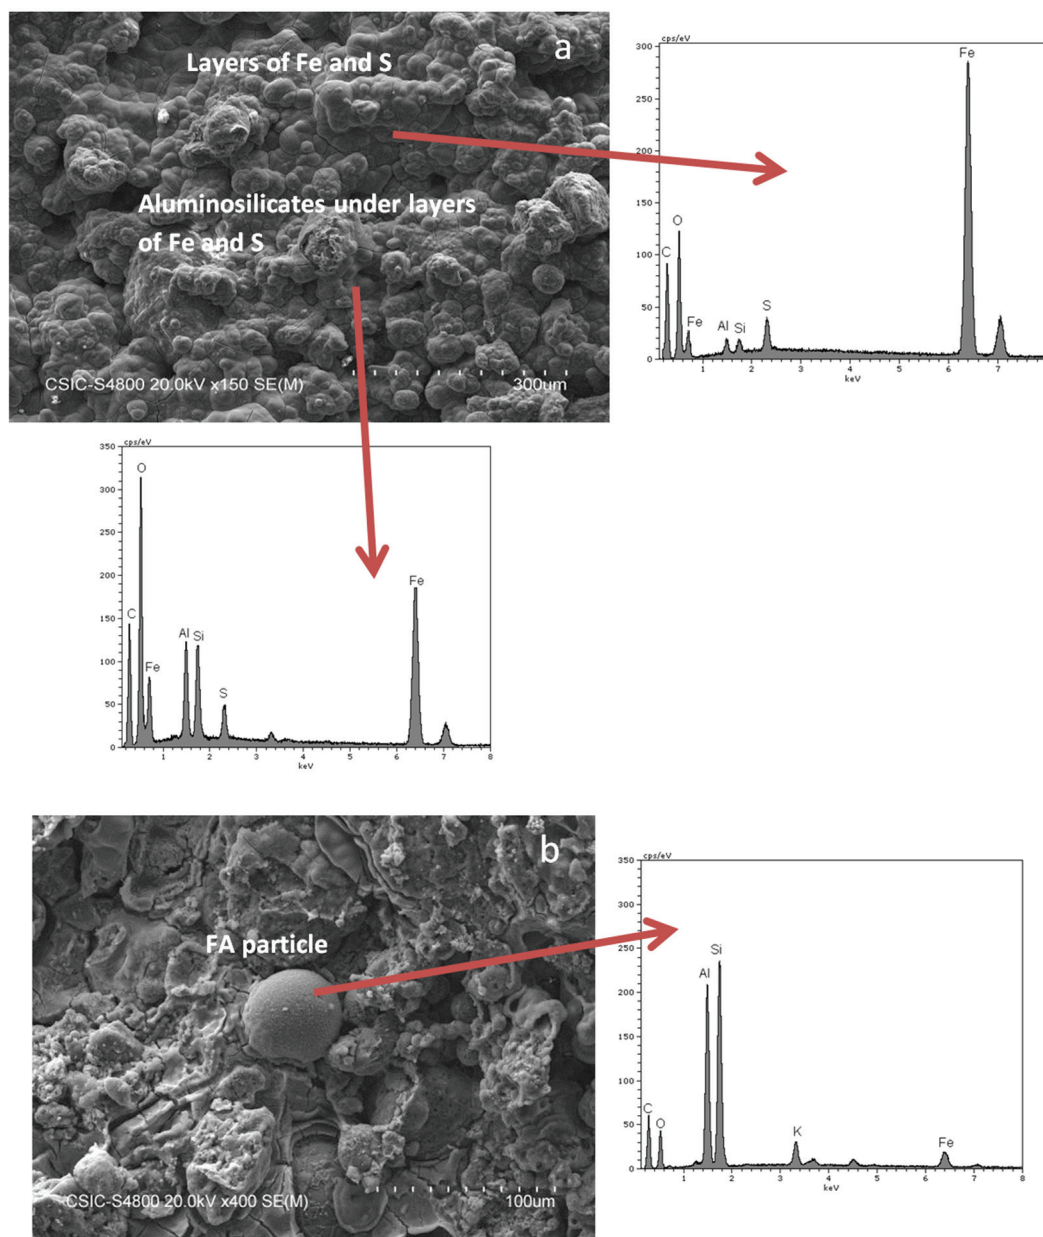 a
Layers of Fe and S
Aluminosilicates under layers
of Fe and S
CSIC-S4800 20.0kV x150 SE(M)
300um
cps/eV
300
250
200
150
100
50
0
C
O
Fe
Al
Si
S
Fe
1
2
3
4
5
6
7
keV
cps/eV
350
300
250
200
150
100
50
0
C
O
Fe
Al
Si
S
Fe
1
2
3
4
5
6
7
8
keV
b
FA particle
CSIC-S4800 20.0kV x400 SE(M)
100um
cps/eV
350
300
250
200
150
100
50
0
C
O
Al
Si
K
Fe
1
2
3
4
5
6
7
8
keV